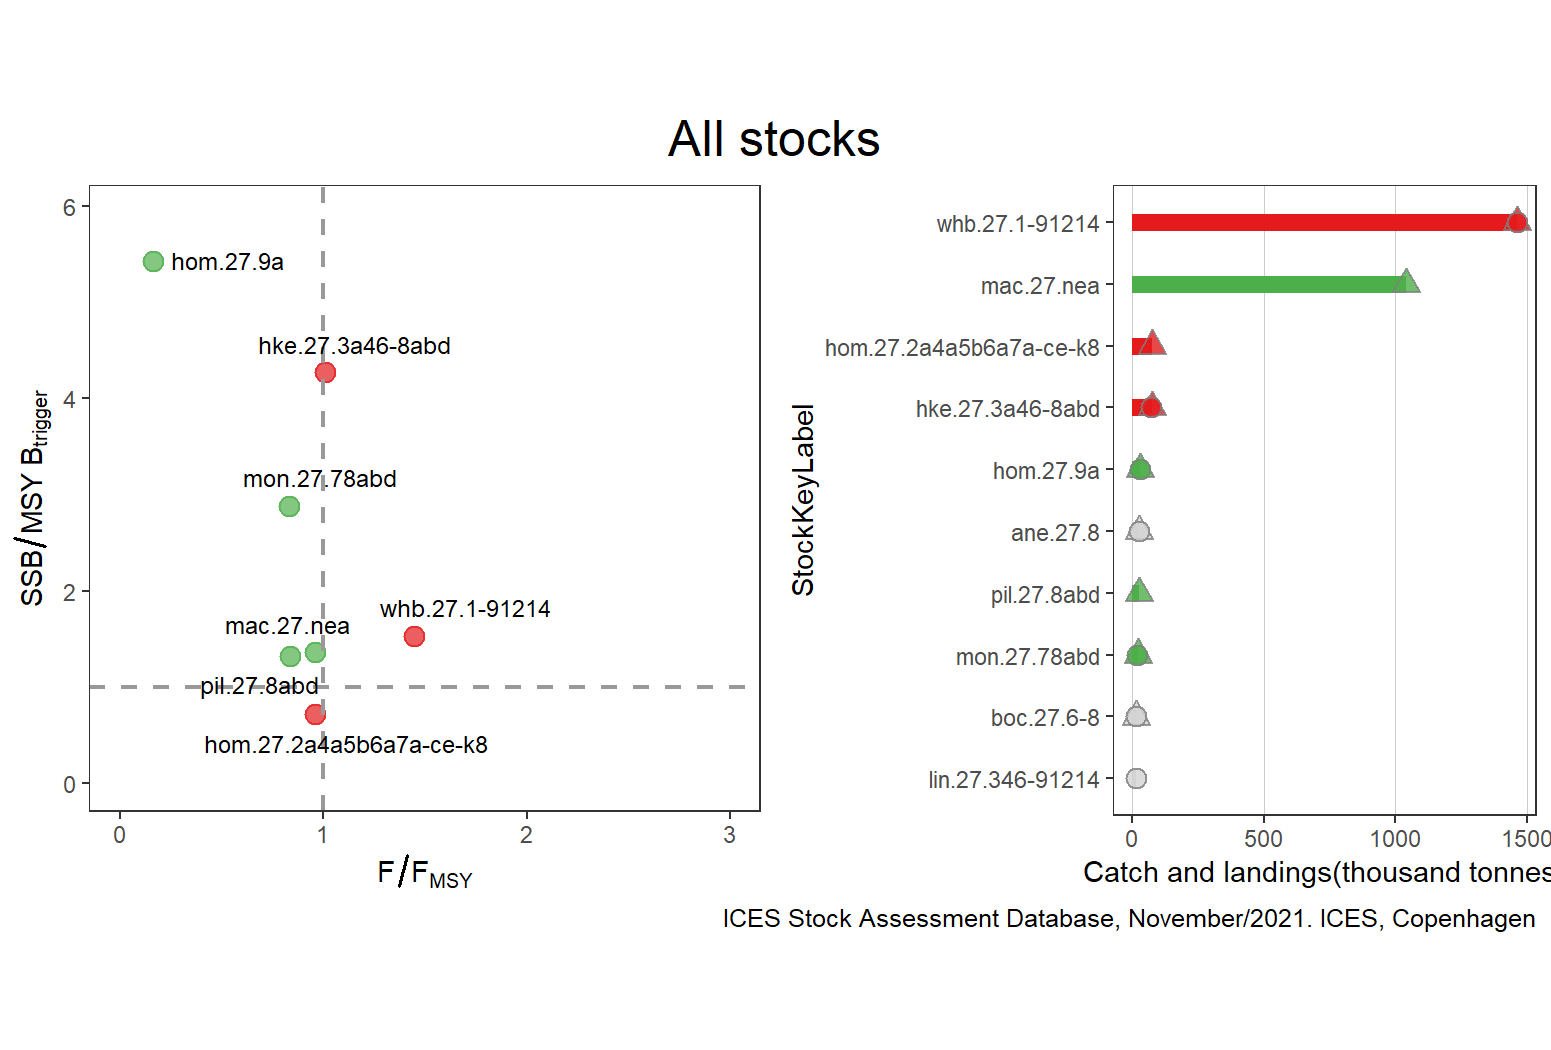 All stocks
6
4
2
0
SSB/MSY Btrigger
hom.27.9a
hke.27.3a46-8abd
mon.27.78abd
whb.27.1-91214
mac.27.nea
pil.27.8abd
hom.27.2a4a5b6a7a-ce-k8
0 1 2 3
F/FMSY
StockKeyLabel
whb.27.1-91214
mac.27.nea
hom.27.2a4a5b6a7a-ce-k8
hke.27.3a46-8abd
hom.27.9a
ane.27.8
pil.27.8abd
mon.27.78abd
boc.27.6-8
lin.27.346-91214
0 500 1000 1500
Catch and landings(thousand tonnes
ICES Stock Assessment Database, November/2021. ICES, Copenhagen